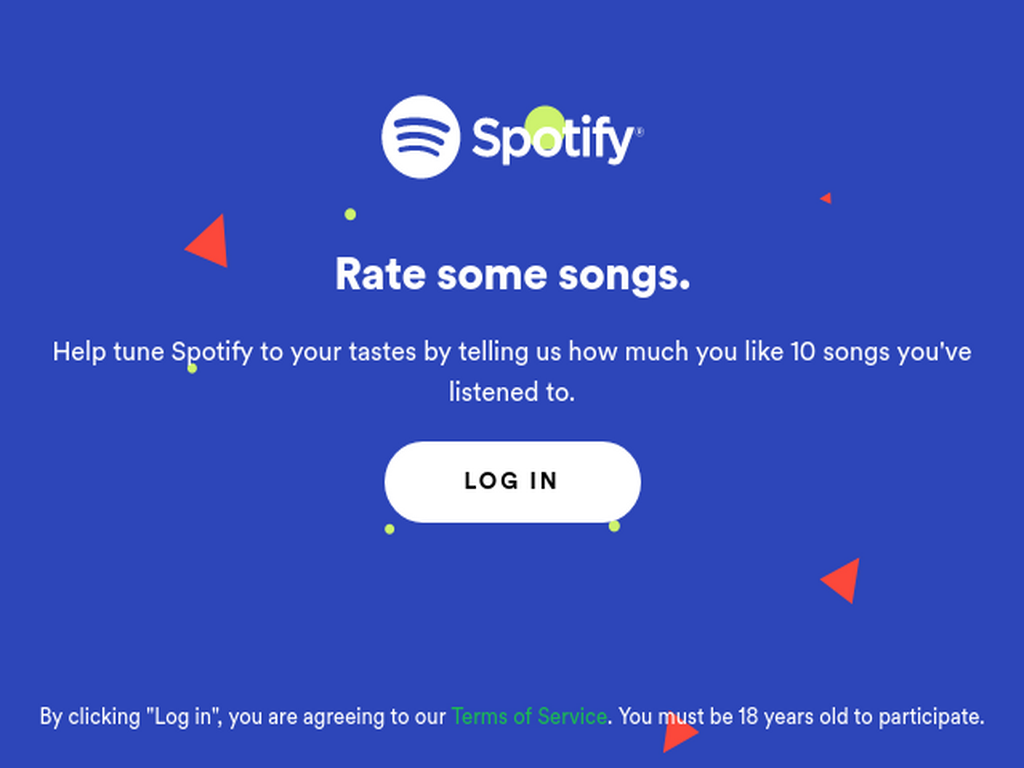 Spotify®
Rate some songs.
Help tune Spotify to your tastes by telling us how much you like 10 songs you've
listened to.
LOG IN
By clicking "Log in", you are agreeing to our Terms of Service. You must be 18 years old to participate.